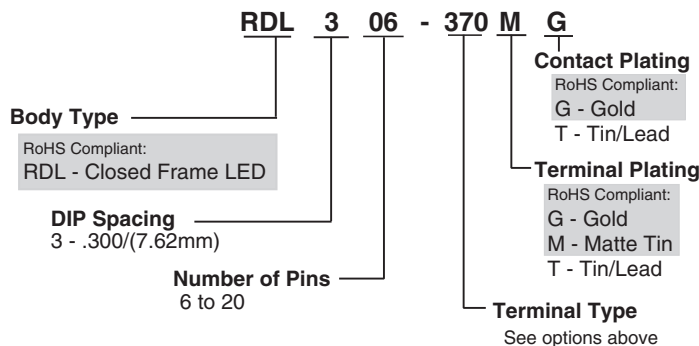 RDL 3 06 - 370 M G
Contact Plating
RoHS Compliant:
G - Gold
T - Tin/Lead
Body Type
RoHS Compliant:
RDL - Closed Frame LED
Terminal Plating
RoHS Compliant:
G - Gold
M - Matte Tin
T - Tin/Lead
DIP Spacing
3 - .300/(7.62mm)
Number of Pins
6 to 20
Terminal Type
See options above